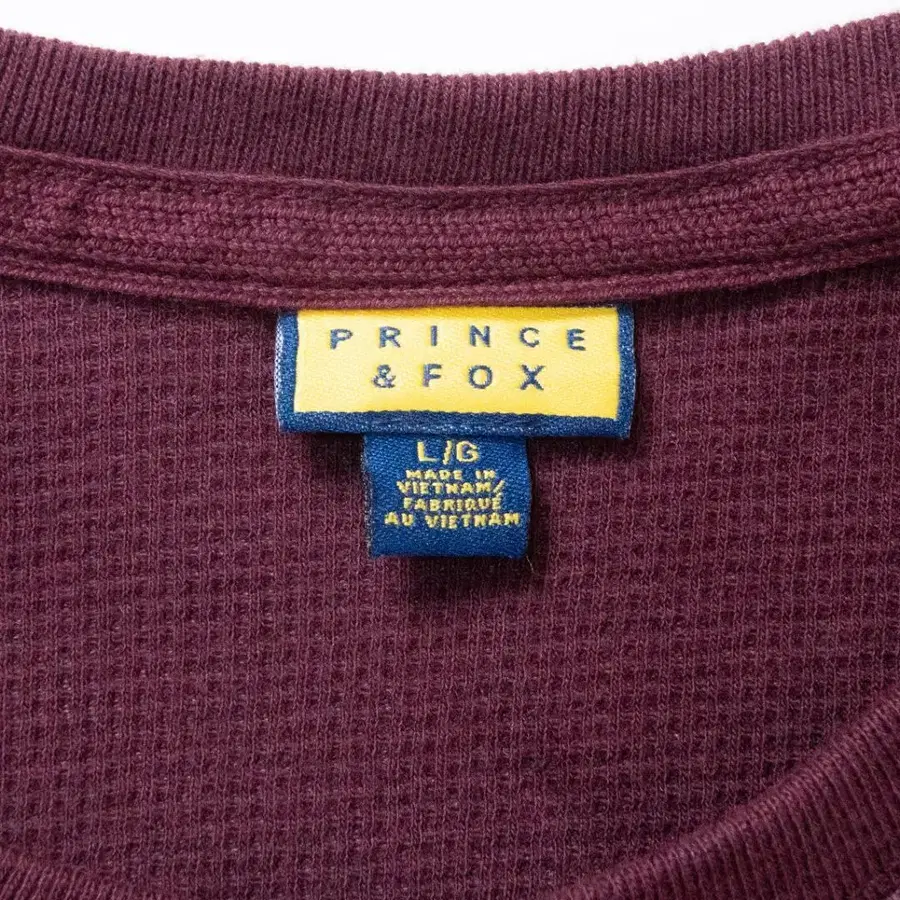 PRINCE
& FOX
L/G
MADE IN
VIETNAM/
FABRIQUÉ
AU VIETNAM